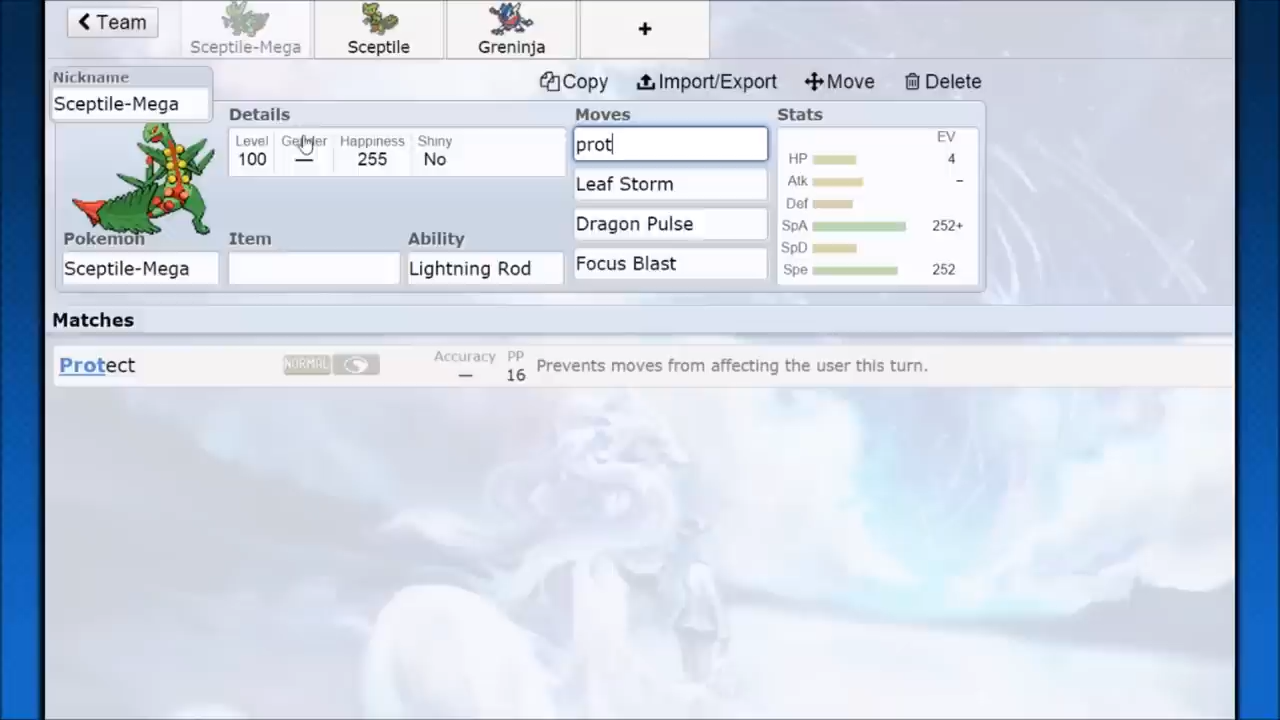 Team
Sceptile-Mega
Sceptile
Greninja
+
Nickname
Sceptile-Mega
Copy
Import/Export
Move
Delete
Details
Moves
Stats
Level
Gender
Happiness
Shiny
100
—
255
No
prot
Leaf Storm
Dragon Pulse
Focus Blast
EV
HP 4
Atk –
Def
SpA 252+
SpD
Spe 252
Pokemon
Item
Ability
Sceptile-Mega
Lightning Rod
Matches
Protect
NORMAL
Accuracy
—
PP
16
Prevents moves from affecting the user this turn.